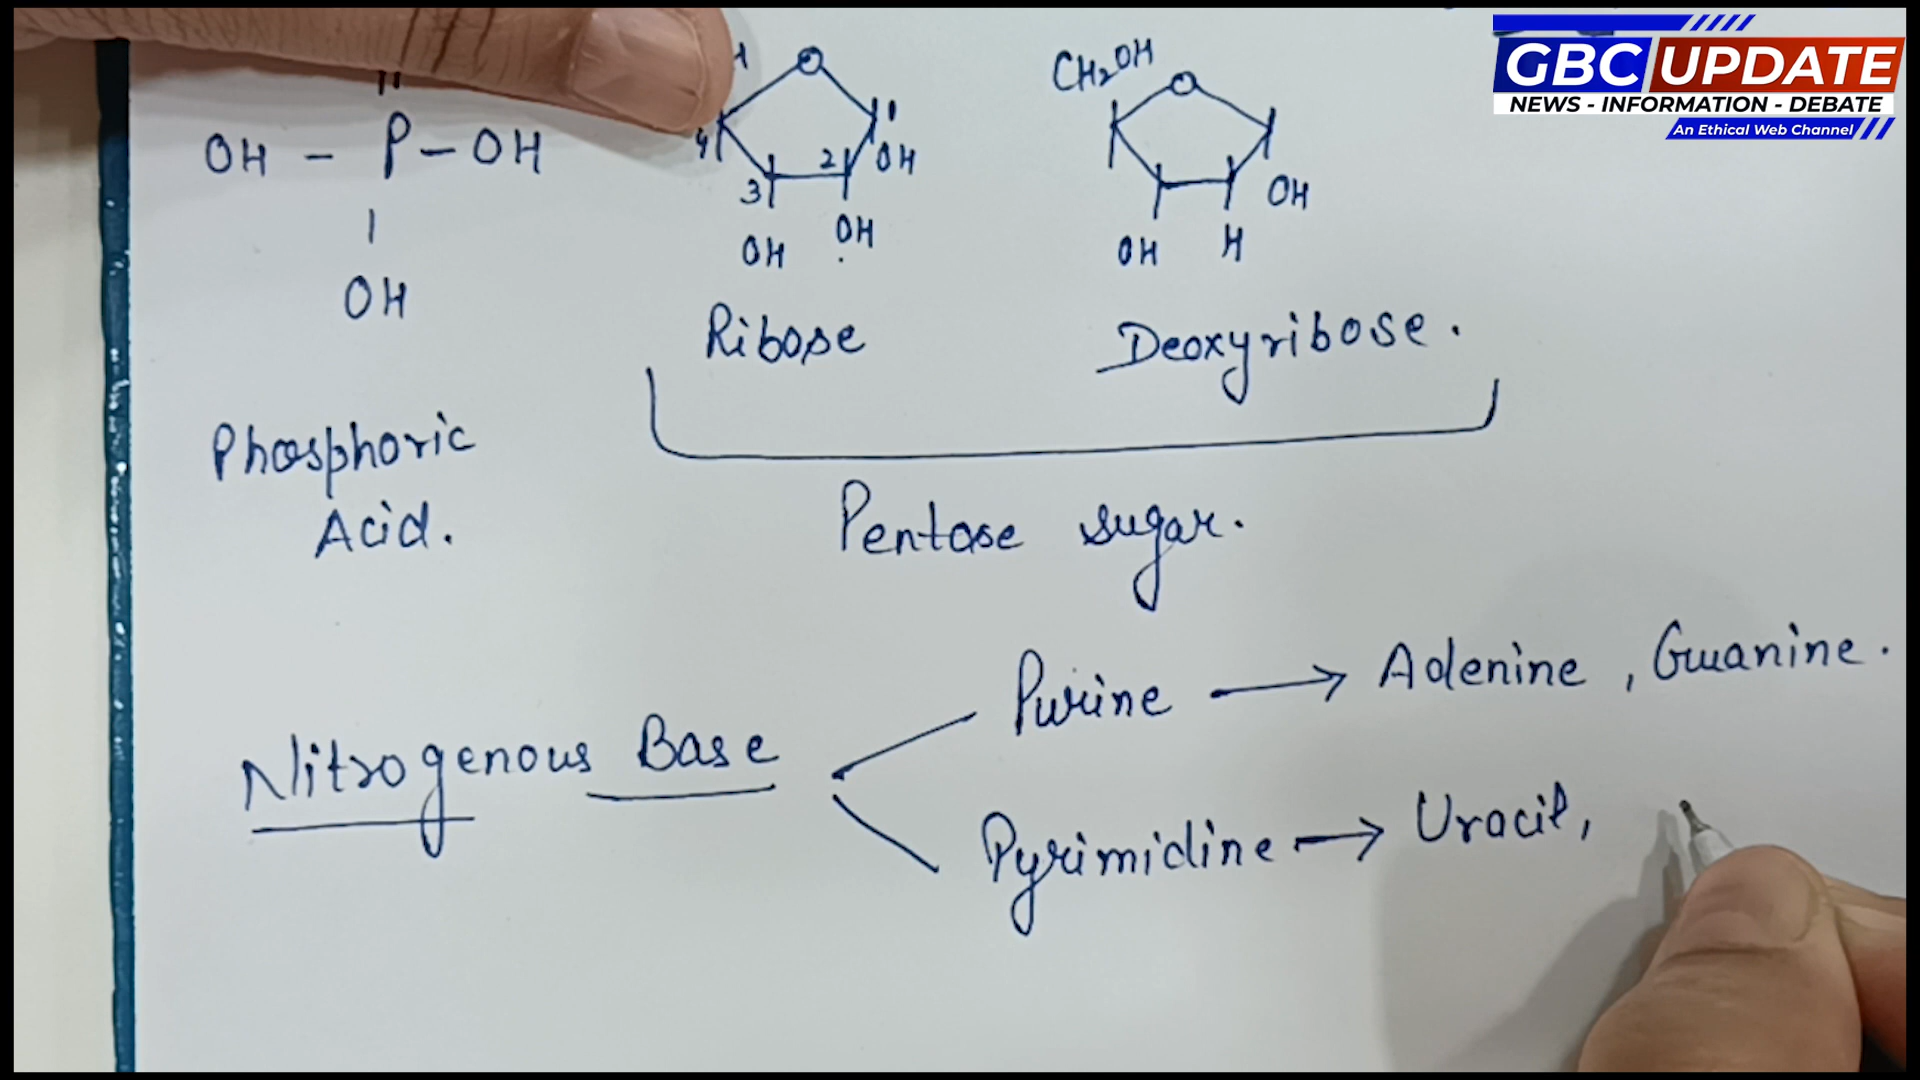 GBC UPDATE
NEWS - INFORMATION - DEBATE
An Ethical Web Channel
CH₂OH
OH - P - OH
OH
4 3 2 1
OH OH OH
OH H OH
Ribose
Deoxyribose.
Phosphoric
Acid.
Pentose sugar.
Nitrogenous Base
Purine → Adenine, Guanine.
Pyrimidine → Uracil,